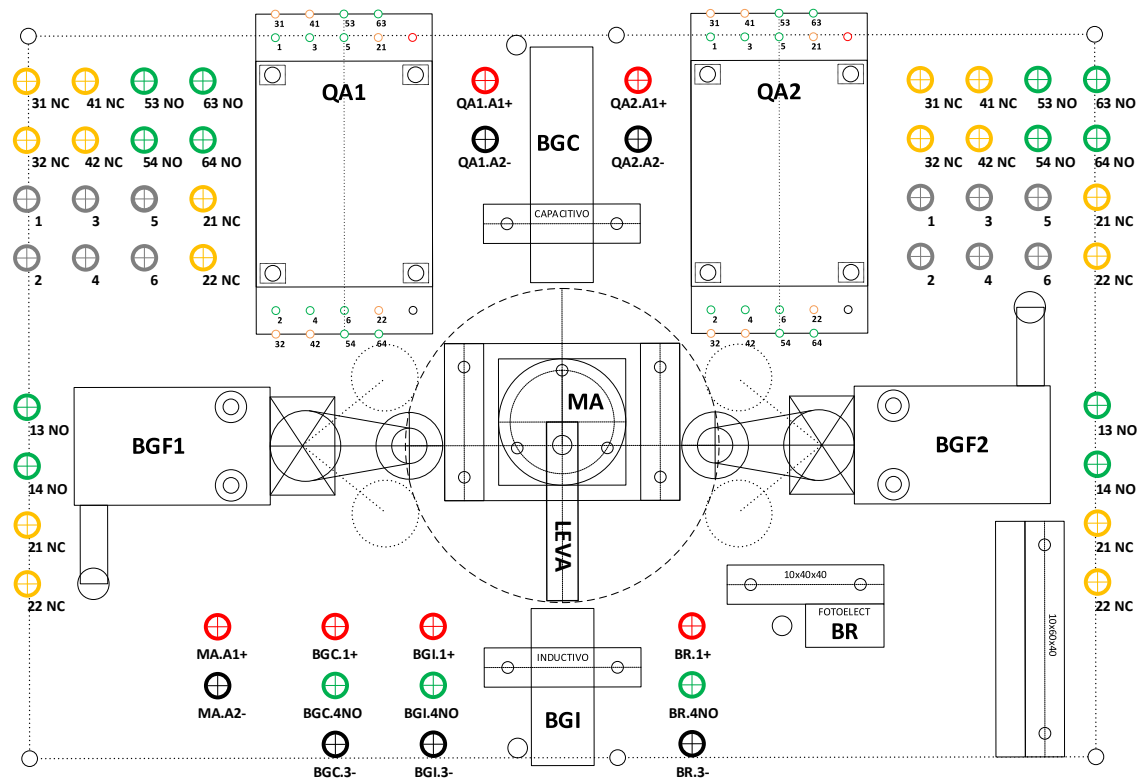 31 41 53 63
31 41 53 63
1 3 5 21
1 3 5 21
QA1
QA2
31 NC 41 NC 53 NO 63 NO
QA1.A1+
QA2.A1+
31 NC 41 NC 53 NO 63 NO
BGC
32 NC 42 NC 54 NO 64 NO
QA1.A2-
QA2.A2-
32 NC 42 NC 54 NO 64 NO
1 3 5 21 NC
CAPACITIVO
1 3 5 21 NC
2 4 6 22 NC
2 4 6 22 NC
2 4 6 22
2 4 6 22
32 42 54 64
32 42 54 64
MA
13 NO
BGF1
BGF2
13 NO
14 NO
14 NO
LEVA
21 NC
21 NC
10x40x40
22 NC
22 NC
FOTOELECT
BR
10x60x40
MA.A1+
BGC.1+
BGI.1+
INDUCTIVO
BR.1+
MA.A2-
BGC.4NO
BGI.4NO
BGI
BR.4NO
BGC.3-
BGI.3-
BR.3-